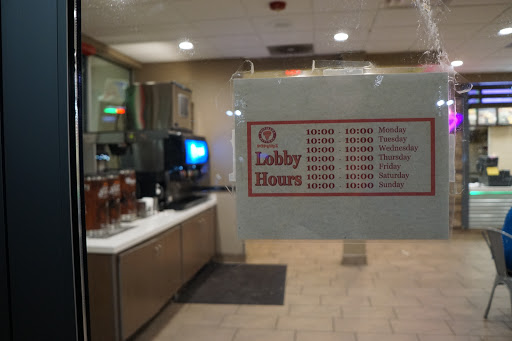 10:00 - 10:00 Monday
10:00 - 10:00 Tuesday
10:00 - 10:00 Wednesday
Lobby 10:00 - 10:00 Thursday
10:00 - 10:00 Friday
Hours 10:00 - 10:00 Saturday
10:00 - 10:00 Sunday